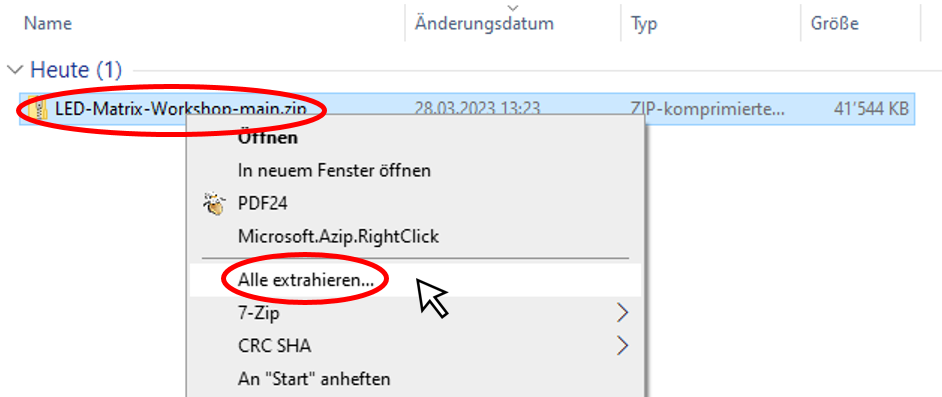 Name Änderungsdatum Typ Größe
Heute (1)
LED-Matrix-Workshop-main.zip 28.03.2023 13:23 ZIP-komprimierte... 41'544 KB
Öffnen
In neuem Fenster öffnen
PDF24
Microsoft.Azip.RightClick
Alle extrahieren...
7-Zip
CRC SHA
An "Start" anheften